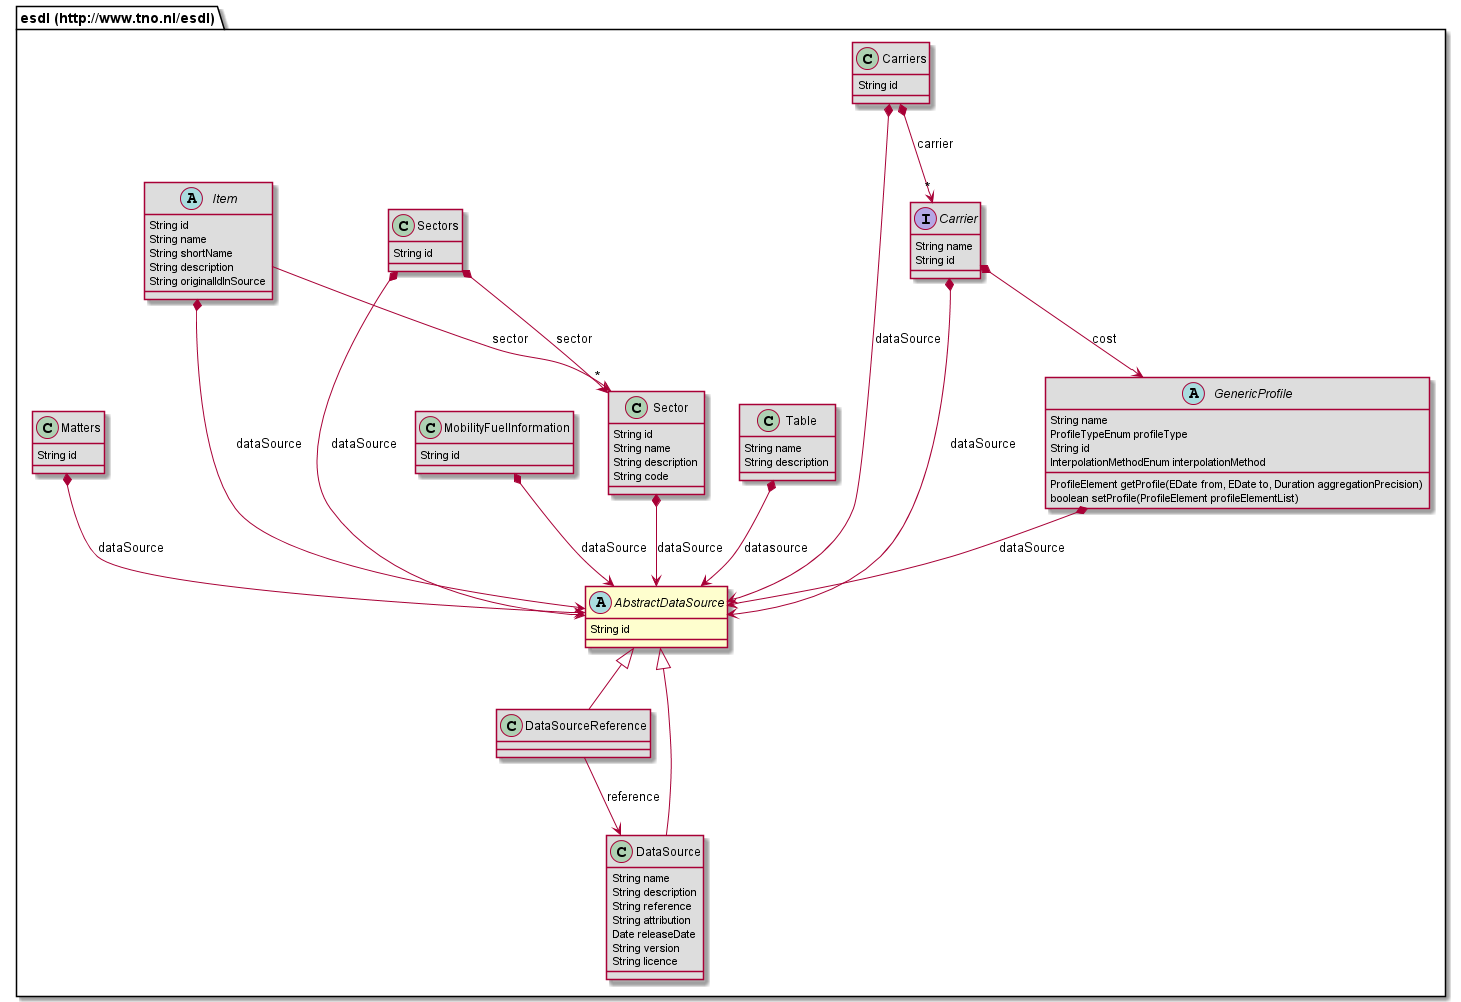 esdl (http://www.tno.nl/esdl)
C Carriers
String id
carrier
*
A Item
String id
String name
String shortName
String description
String originalIdInSource
C Sectors
String id
I Carrier
String name
String id
sector
sector
*
dataSource
cost
A GenericProfile
String name
ProfileTypeEnum profileType
String id
InterpolationMethodEnum interpolationMethod
ProfileElement getProfile(EDate from, EDate to, Duration aggregationPrecision)
boolean setProfile(ProfileElement profileElementList)
C Matters
String id
dataSource
dataSource
C MobilityFuelInformation
String id
C Sector
String id
String name
String description
String code
C Table
String name
String description
dataSource
dataSource
dataSource
dataSource
datasource
dataSource
A AbstractDataSource
String id
C DataSourceReference
reference
C DataSource
String name
String description
String reference
String attribution
Date releaseDate
String version
String licence